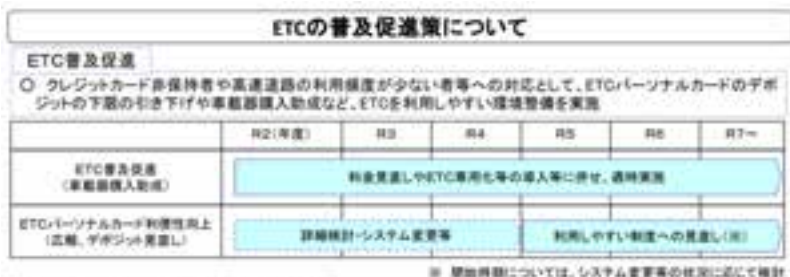 ETCの普及促進策について
ETC普及促進
○ クレジットカード非保持者や高速道路の利用頻度が少ない者等への対応として、ETCパーソナルカードのデポ
ジットの下限の引き下げや車載器購入助成など、ETCを利用しやすい環境整備を実施
R2(年度) R3 R4 R5 R6 R7~
ETC普及促進
(車載器購入助成)
料金見直しやETC専用化等の導入等に併せ、適時実施
ETCパーソナルカード利便性向上
(広報、デポジット見直し)
詳細検討・システム変更等
利用しやすい制度への見直し(※)
※ 開始時期については、システム変更等の状況に応じて検討